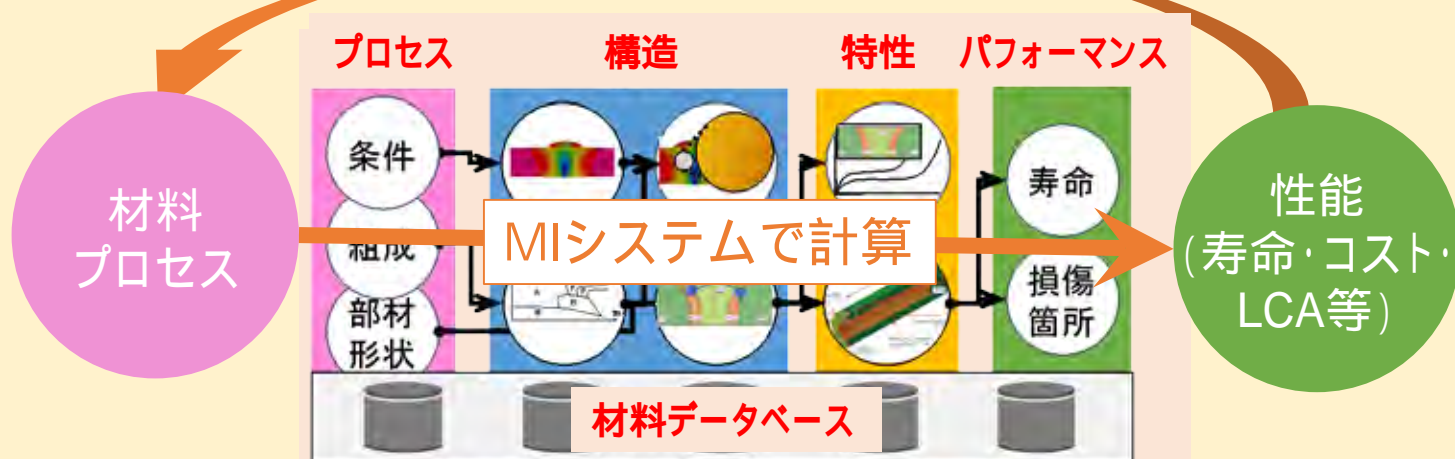 プロセス 構造 特性 パフォーマンス
条件
組成
部材
形状
材料
プロセス
MIシステムで計算
寿命
損傷
箇所
性能
(寿命・コスト・
LCA等)
材料データベース